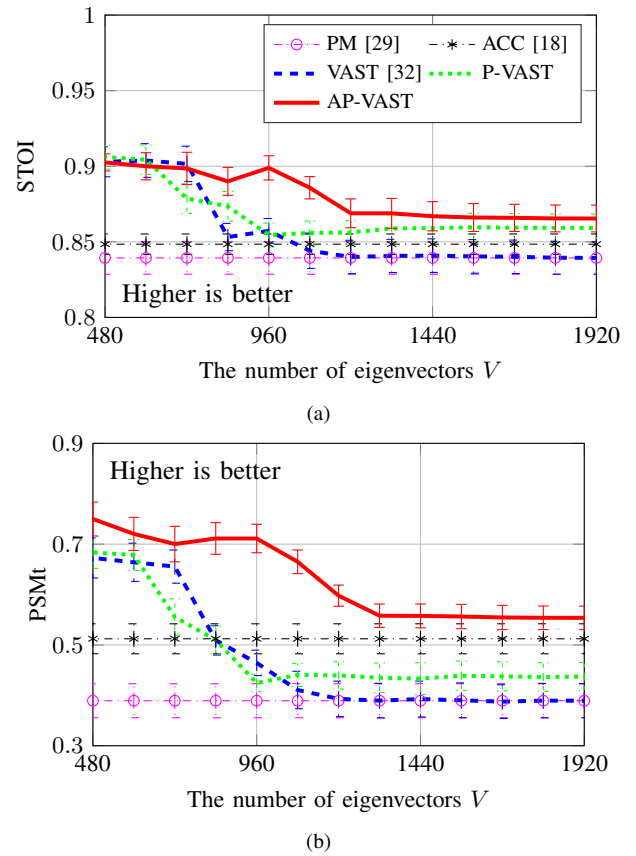 1
0.95
0.9
0.85
0.8
STOI
PM [29]
ACC [18]
VAST [32]
P-VAST
AP-VAST
Higher is better
480
960
1440
1920
The number of eigenvectors V
(a)
0.9
0.7
0.5
0.3
PSMt
Higher is better
480
960
1440
1920
The number of eigenvectors V
(b)